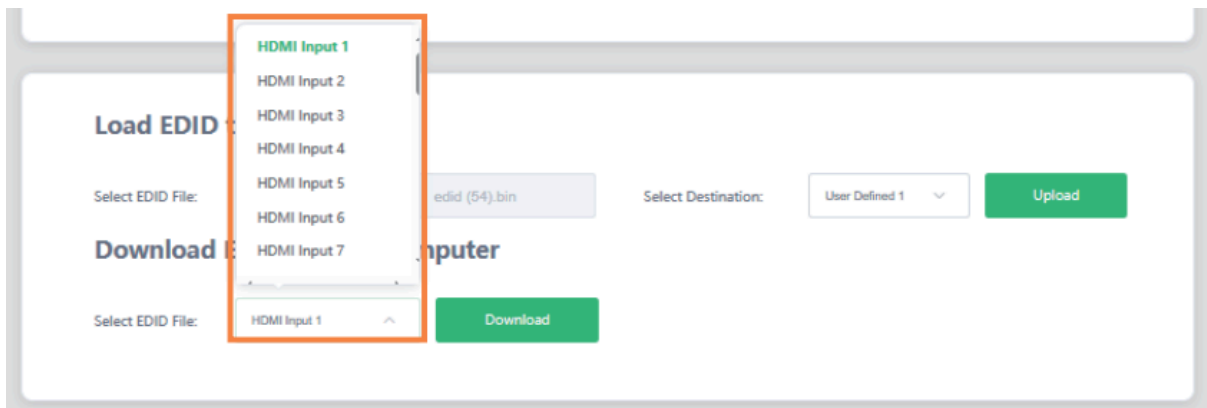 HDMI Input 1
HDMI Input 2
HDMI Input 3
HDMI Input 4
HDMI Input 5
HDMI Input 6
HDMI Input 7
Load EDID
Select EDID File: edid (54).bin Select Destination: User Defined 1 Upload
Download
Select EDID File: HDMI Input 1 Download